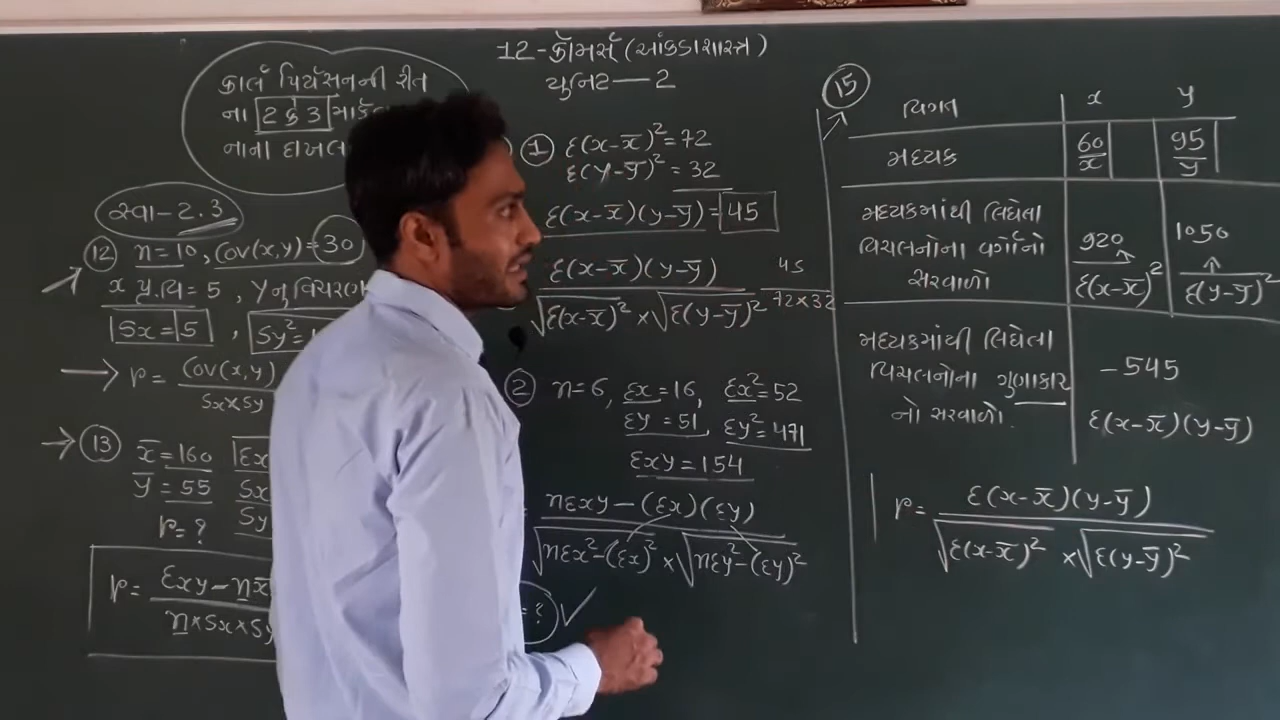 12-કૉમર્સ (આંકડાશાસ્ત્ર)
યુનિટ — 2
કાર્લ પિયર્સનની રીત
ના 2 કે 3
નાના દાખલ
સ્વા - 2.3
12 n = 10, COV(x,y) = 30
x પ્ર.વિ = 5, Y નું વિચરણ
Sx = 5, Sy² =
→ r = COV(x,y) / Sx × Sy
→ 13 x̄ = 160
ȳ = 55
r = ?
r = Σxy - nx̄
n × Sx × Sy
1 Σ(x-x̄)² = 72
Σ(y-ȳ)² = 32
Σ(x-x̄)(y-ȳ) = 45
Σ(x-x̄)(y-ȳ) 45
√Σ(x-x̄)² × √Σ(y-ȳ)² 72×32
2 n = 6, Σx = 16, Σx² = 52
Σy = 51, Σy² = 471
Σxy = 154
nΣxy - (Σx)(Σy)
√nΣx² - (Σx)² × √nΣy² - (Σy)²
= ? ✓
15 વિગત x y
મધ્યક 60 95
x̄ ȳ
મધ્યકમાંથી લિધેલા
વિચલનોના વર્ગોનો 920 1050
સરવાળો Σ(x-x̄)² Σ(y-ȳ)²
મધ્યકમાંથી લિધેલા
વિચલનોના ગુણાકાર -545
નો સરવાળો. Σ(x-x̄)(y-ȳ)
r = Σ(x-x̄)(y-ȳ)
√Σ(x-x̄)² × √Σ(y-ȳ)²